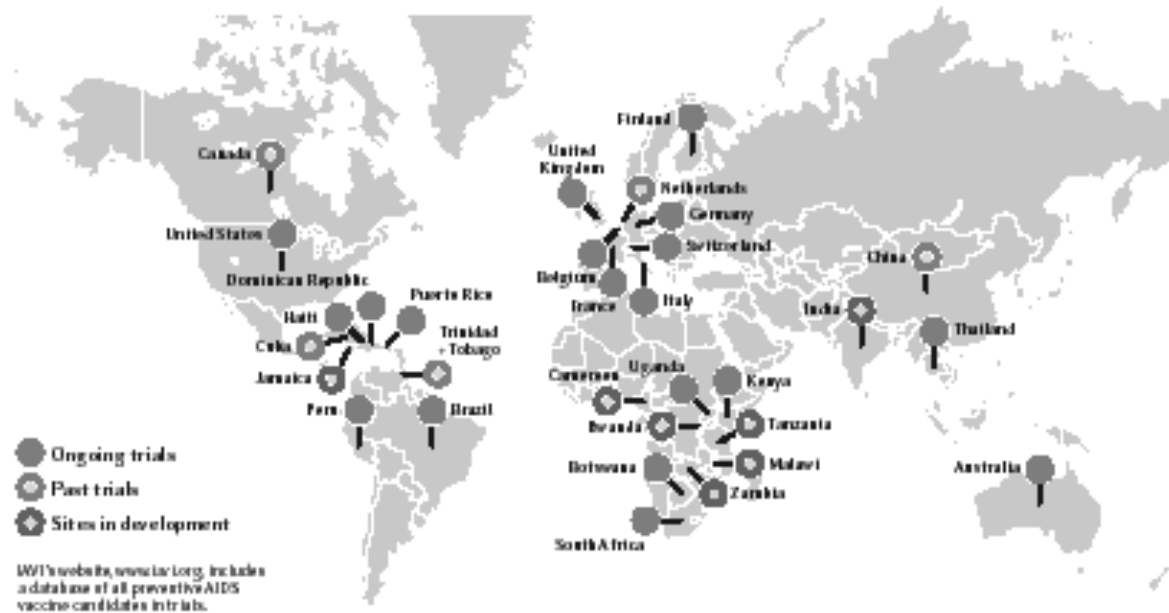 Finland
United
Kingdom
Canada
Netherlands
Germany
United States
Switzerland
China
Dominican Republic
Belgium
Puerto Rico
France
Italy
India
Haiti
Thailand
Trinidad
+ Tobago
Cuba
Uganda
Cameroon
Kenya
Jamaica
Peru
Brazil
Rwanda
Tanzania
Ongoing trials
Botswana
Malawi
Australia
Past trials
Zambia
Sites in development
South Africa
IAVI's website, www.iavi.org, includes
a database of all preventive AIDS
vaccine candidates in trials.